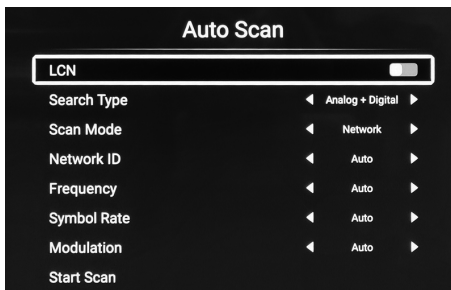 Auto Scan
LCN
Search Type Analog + Digital
Scan Mode Network
Network ID Auto
Frequency Auto
Symbol Rate Auto
Modulation Auto
Start Scan